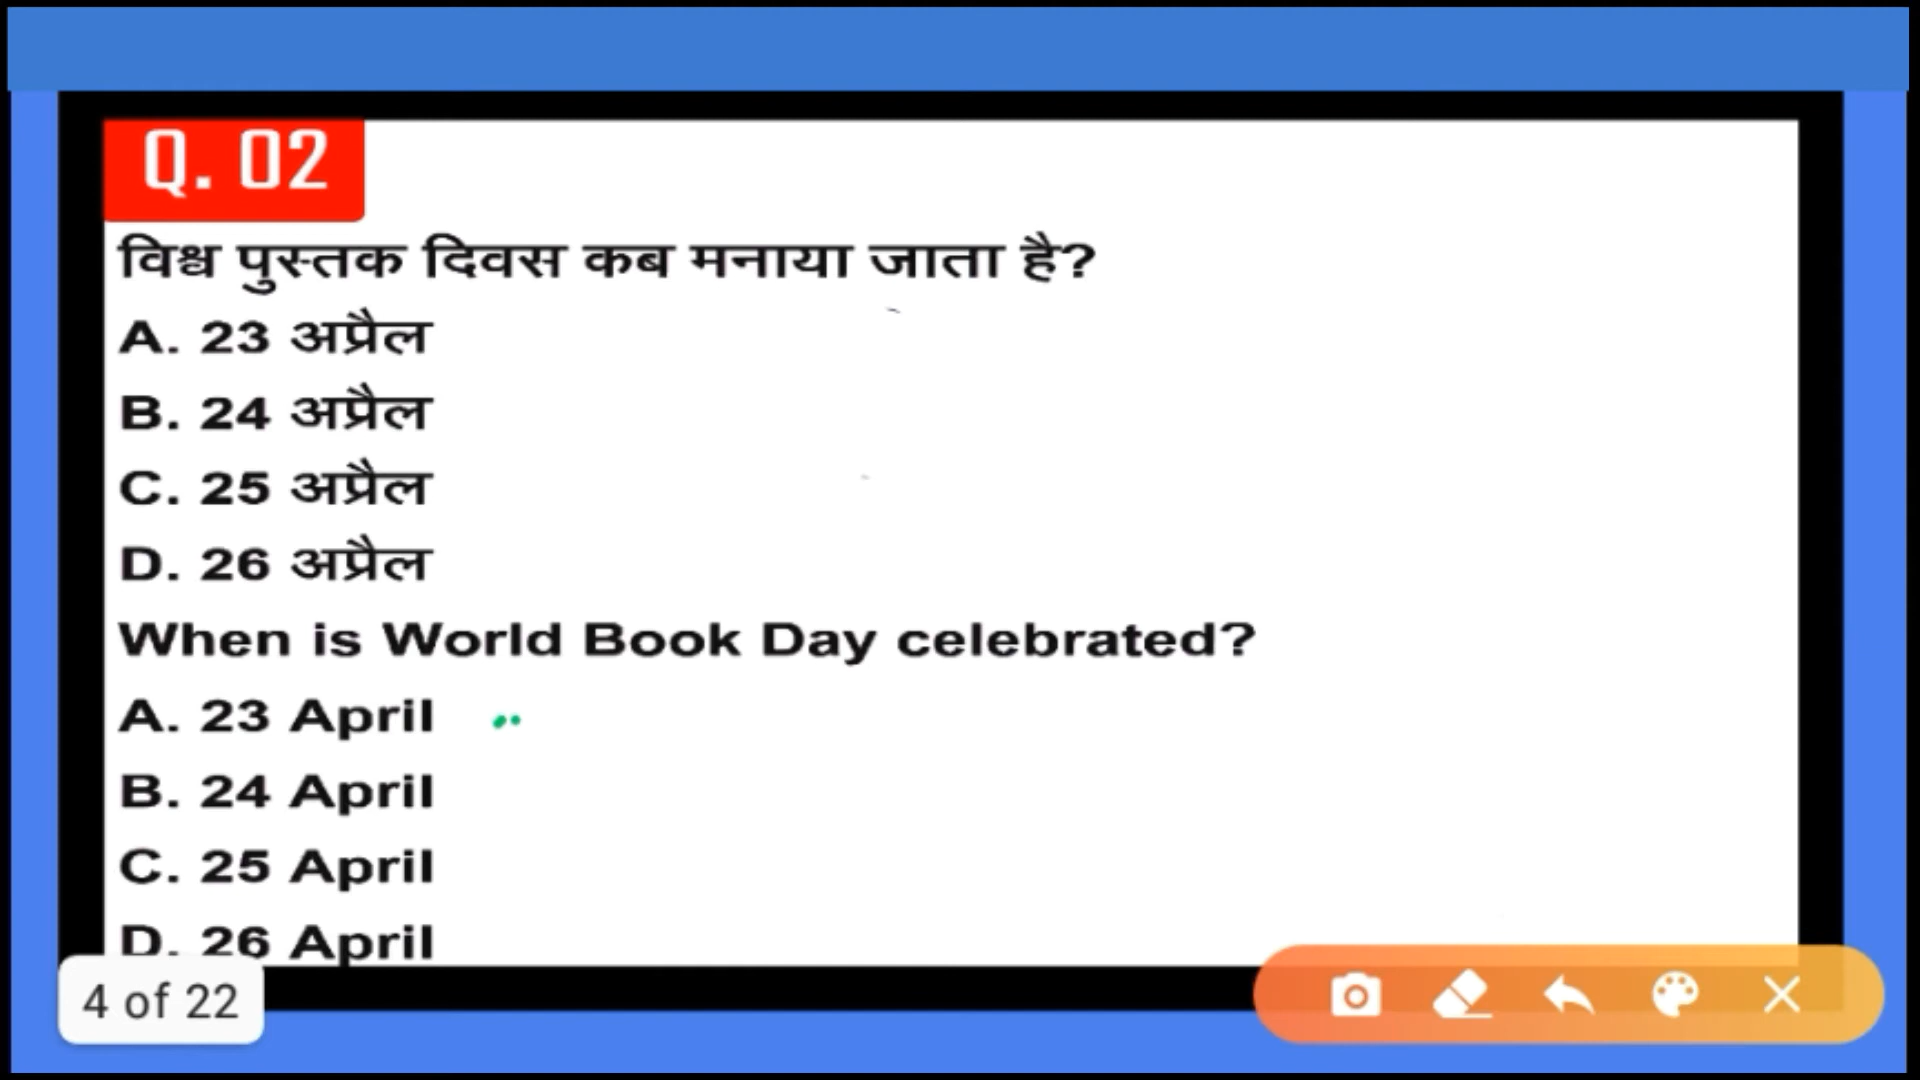 Q. 02
विश्व पुस्तक दिवस कब मनाया जाता है?
A. 23 अप्रैल
B. 24 अप्रैल
C. 25 अप्रैल
D. 26 अप्रैल
When is World Book Day celebrated?
A. 23 April
B. 24 April
C. 25 April
D. 26 April
4 of 22